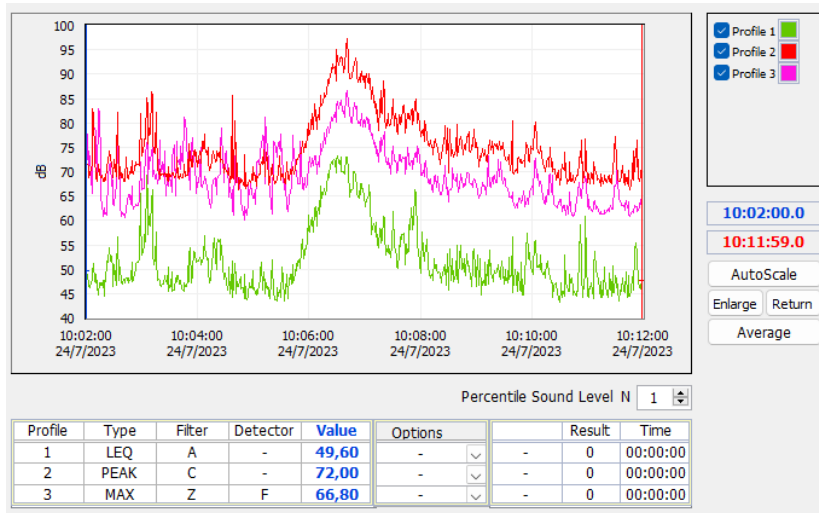 100
95
90
85
80
75
70
65
60
55
50
45
40
dB
10:02:00 10:04:00 10:06:00 10:08:00 10:10:00 10:12:00
24/7/2023 24/7/2023 24/7/2023 24/7/2023 24/7/2023 24/7/2023
Profile 1
Profile 2
Profile 3
10:02:00.0
10:11:59.0
AutoScale
Enlarge Return
Average
Percentile Sound Level N 1
Profile Type Filter Detector Value Options Result Time
1 LEQ A - 49,60 - - 0 00:00:00
2 PEAK C - 72,00 - - 0 00:00:00
3 MAX Z F 66,80 - - 0 00:00:00